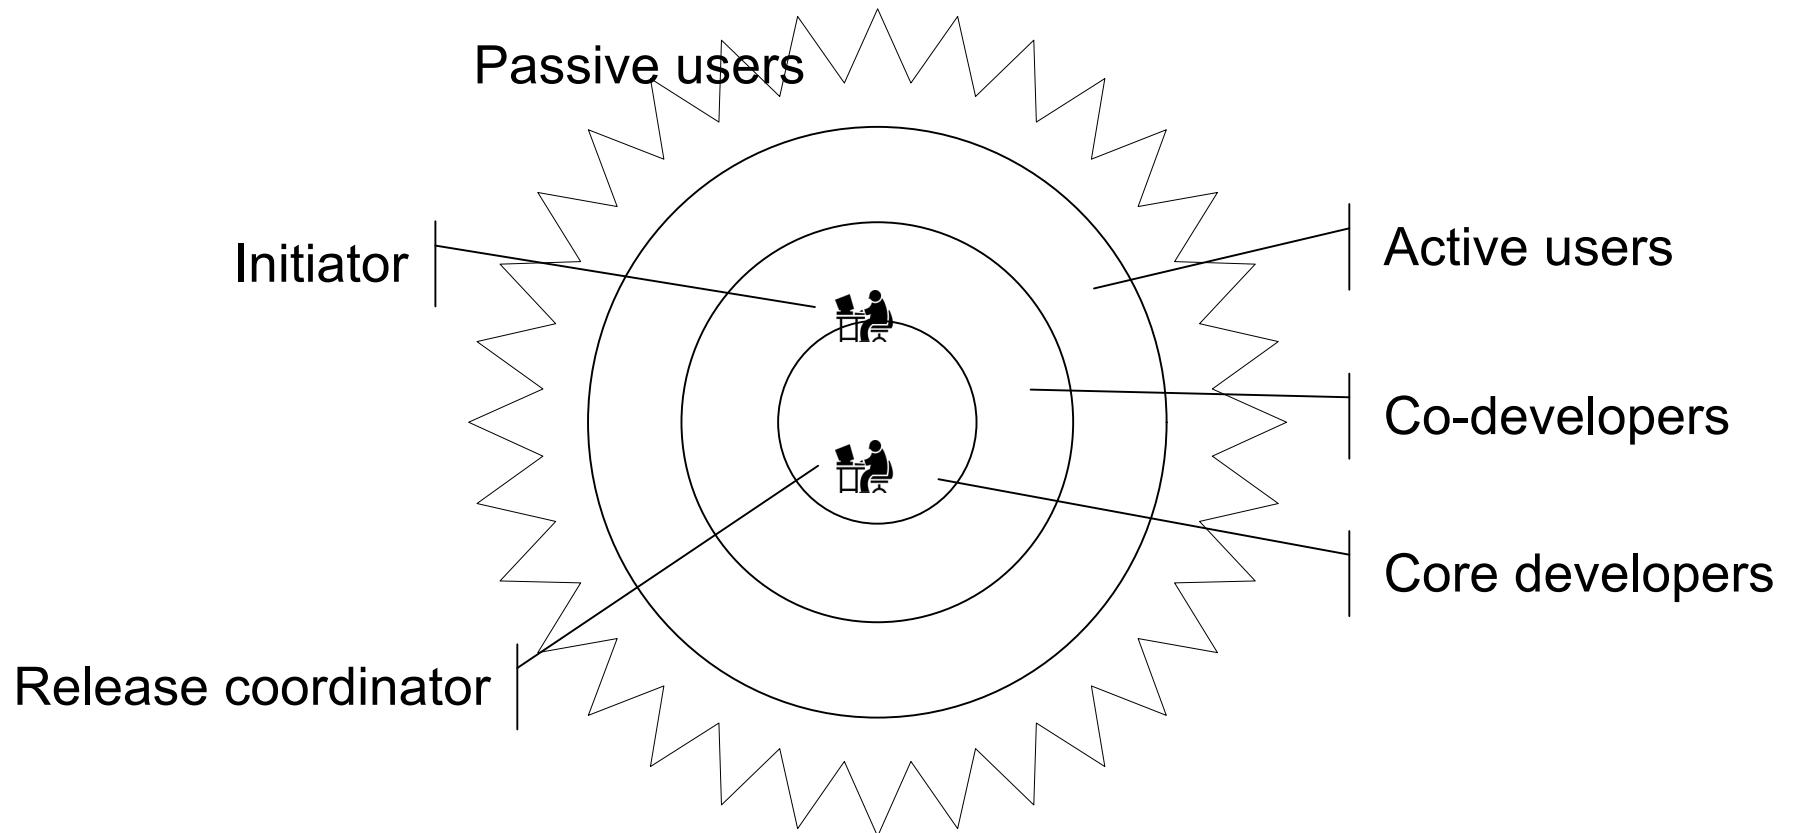 Passive users
Initiator
Active users
Co-developers
Core developers
Release coordinator